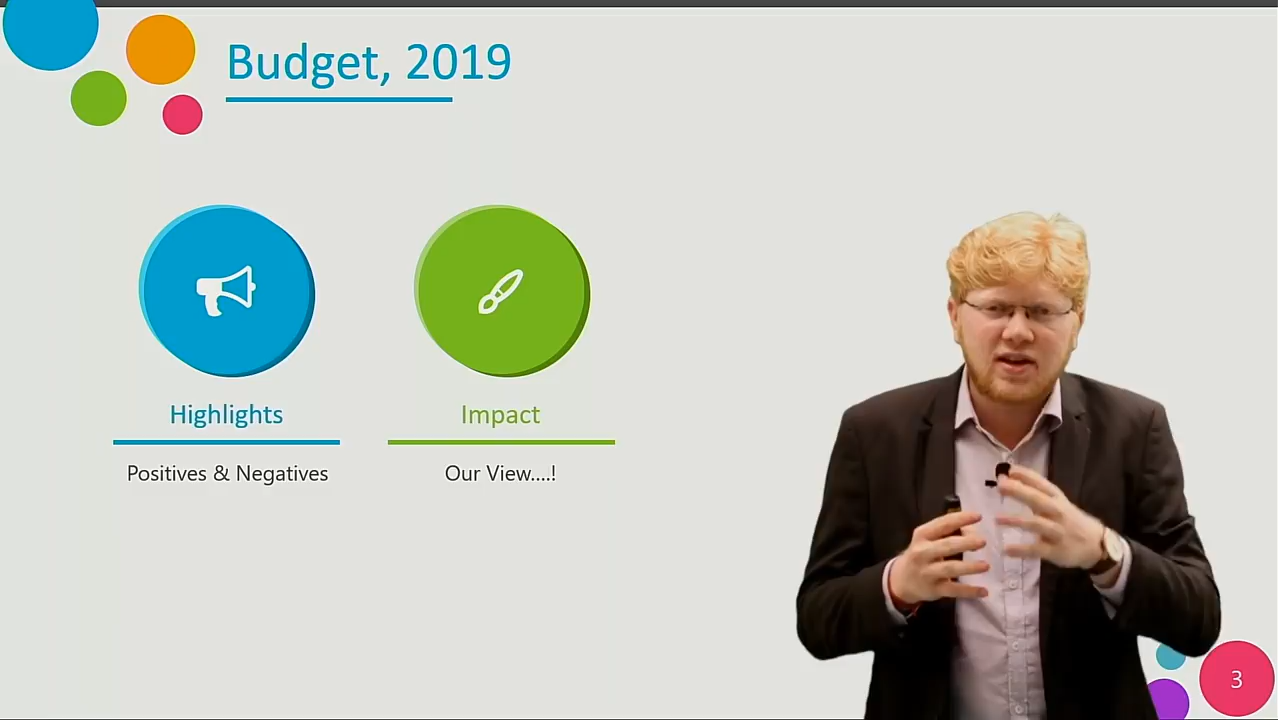 Budget, 2019
Highlights
Impact
Positives & Negatives
Our View....!
3